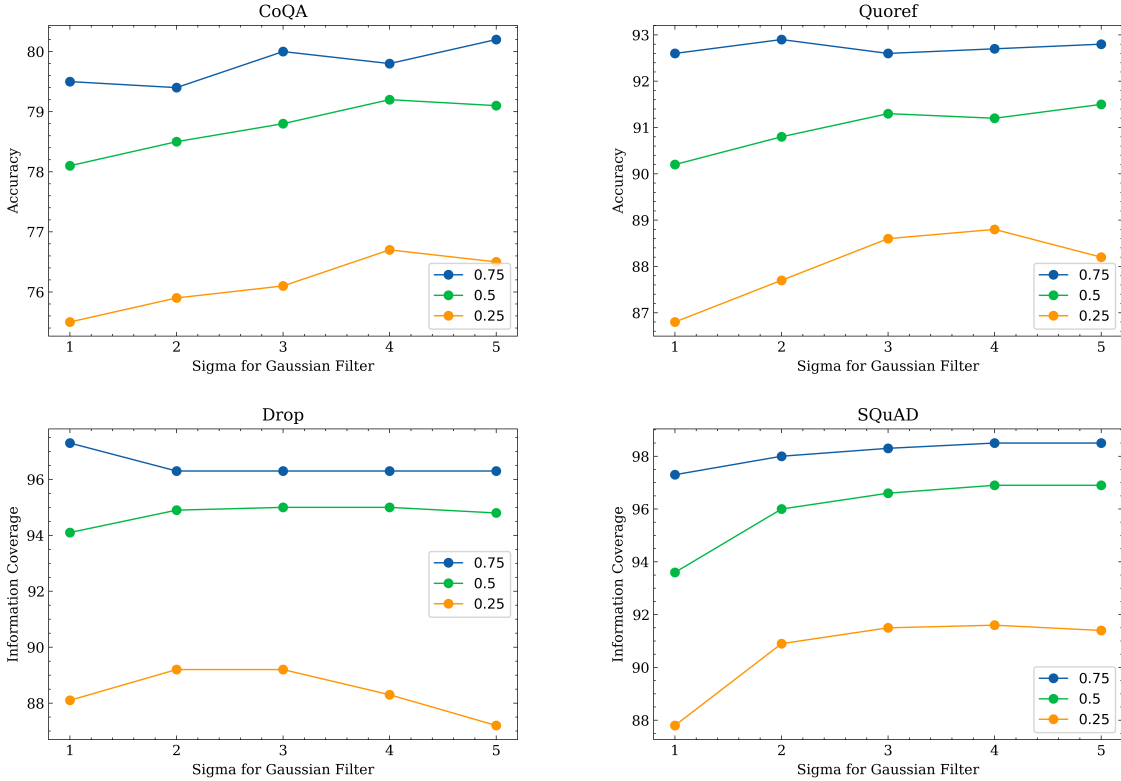 CoQA
80
79
78
77
76
Accuracy
0.75
0.5
0.25
1 2 3 4 5
Sigma for Gaussian Filter
Quoref
93
92
91
90
89
88
87
Accuracy
0.75
0.5
0.25
1 2 3 4 5
Sigma for Gaussian Filter
Drop
96
94
92
90
88
Information Coverage
0.75
0.5
0.25
1 2 3 4 5
Sigma for Gaussian Filter
SQuAD
98
96
94
92
90
88
Information Coverage
0.75
0.5
0.25
1 2 3 4 5
Sigma for Gaussian Filter